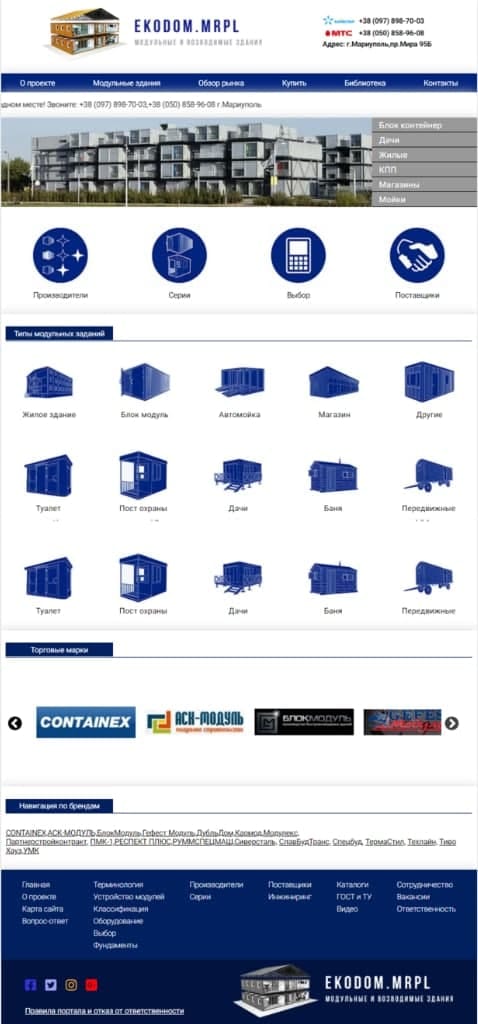 EKODOM.MRPL
МОДУЛЬНЫЕ И ВОЗВОДИМЫЕ ЗДАНИЯ
КИЇВСТАР +38 (097) 898-70-03
МТС +38 (050) 858-96-08
Адрес: г.Мариуполь,пр.Мира 95Б
О проекте Модульные здания Обзор рынка Купить Библиотека Контакты
дном месте! Звоните: +38 (097) 898-70-03,+38 (050) 858-96-08 г.Мариуполь
Блок контейнер
Дачи
Жилые
КПП
Магазины
Мойки
Производители Серии Выбор Поставщики
Типы модульных заданий
Жилое здание Блок модуль Автомойка Магазин Другие
Туалет Пост охраны Дачи Баня Передвижные
Туалет Пост охраны Дачи Баня Передвижные
Торговые марки
CONTAINEX АСК-МОДУЛЬ БЛОКМОДУЛЬ
Навигация по брендам
CONTAINEX,АСК-МОДУЛЬ,БлокМодуль,Гефест Модуль,ДубльДом,Кармод,Модулекс,
Партнерстройконтракт, ПМК-1,РЕСПЕКТ ПЛЮС,РУММСПЕЦМАШ,Сиверсталь, СлавБудТранс, Спецбуд, ТермаСтил, Техлайн, Тиво
Хауз,УМК
Главная Терминология Производители Поставщики Каталоги Сотрудничество
О проекте Устройство модулей Серии Инжиниринг ГОСТ и ТУ Вакансии
Карта сайта Классификация Видео Ответственность
Вопрос-ответ Оборудование
Выбор
Фундаменты
EKODOM.MRPL
МОДУЛЬНЫЕ И ВОЗВОДИМЫЕ ЗДАНИЯ
Правила портала и отказ от ответственности